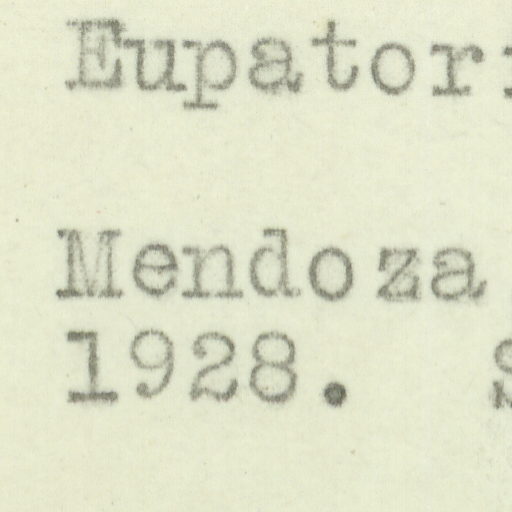 Eupator
Mendoza
1928. S